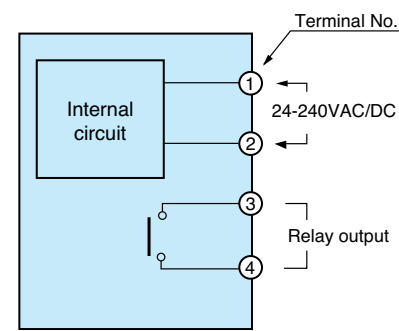 Terminal No.
Internal
circuit
1
24-240VAC/DC
2
3
Relay output
4